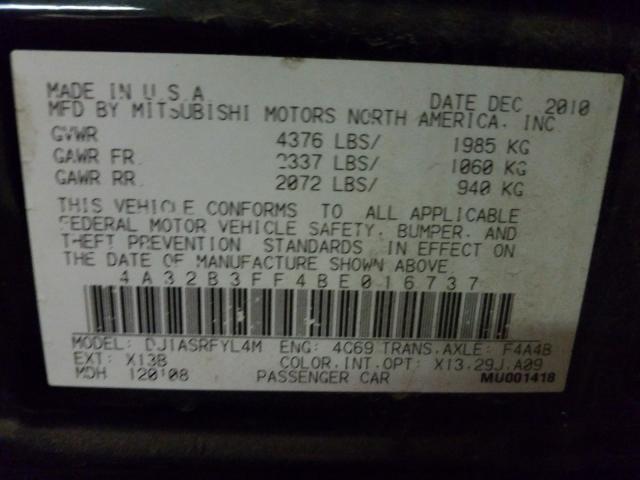 MADE IN U.S.A. DATE DEC 2010
MFD BY MITSUBISHI MOTORS NORTH AMERICA, INC
GVWR 4376 LBS/ 1985 KG
GAWR FR. 2337 LBS/ 1060 KG
GAWR RR. 2072 LBS/ 940 KG
THIS VEHICLE CONFORMS TO ALL APPLICABLE
FEDERAL MOTOR VEHICLE SAFETY, BUMPER, AND
THEFT PREVENTION STANDARDS IN EFFECT ON
THE DATE OF MANUFACTURE SHOWN ABOVE
4A32B3FF4BE016737
MODEL: DJ1ASRFYL4M ENG: 4G69 TRANS.AXLE: F4A4B
EXT: X13B COLOR.INT.OPT: X13.29J.A09
MDH 120108 PASSENGER CAR MU001418